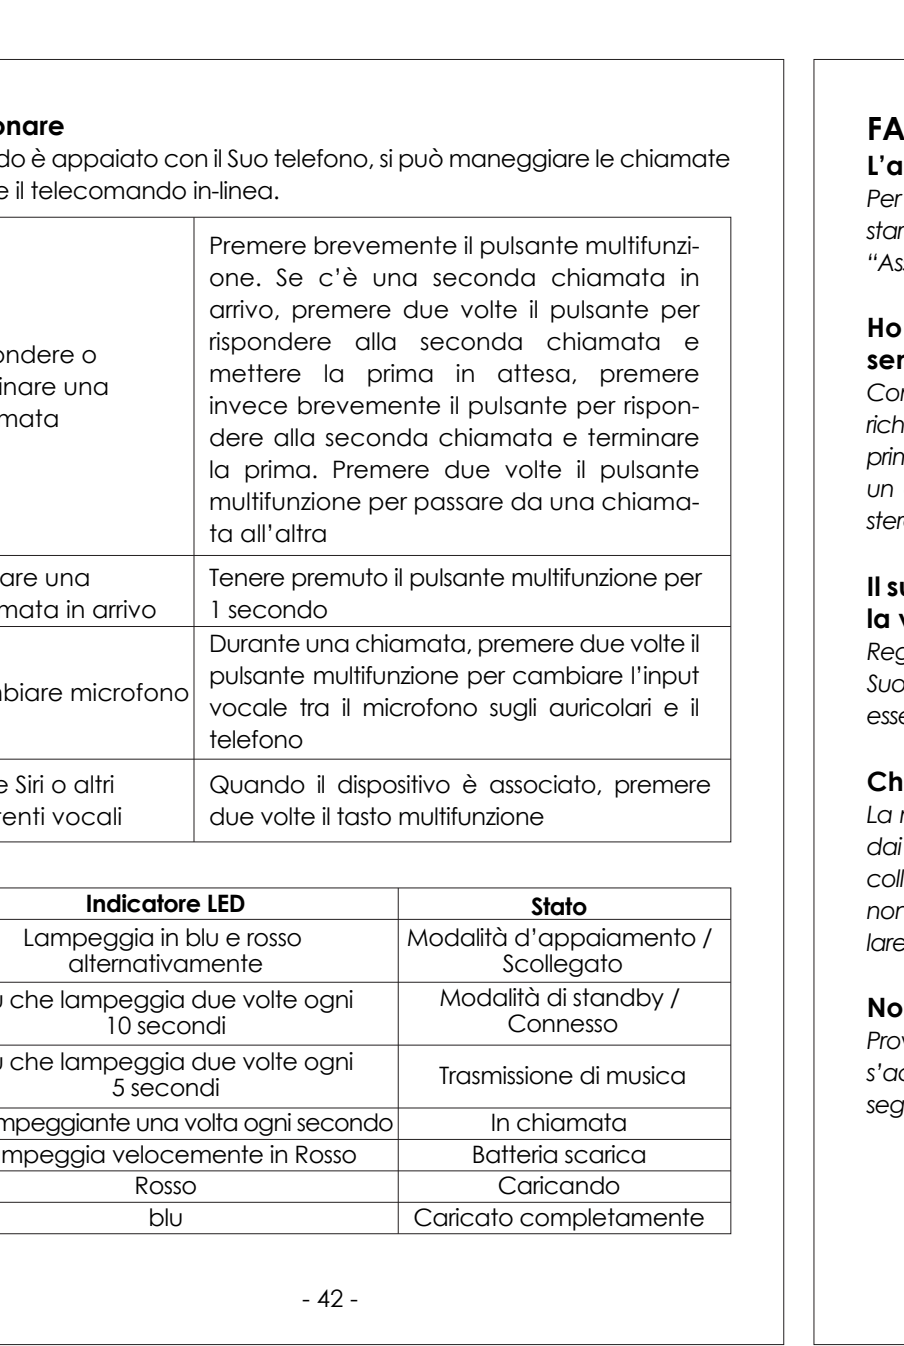 onare
do è appaiato con il Suo telefono, si può maneggiare le chiamate
e il telecomando in-linea.
ondere o
inare una
mata
Premere brevemente il pulsante multifunzi-
one. Se c’è una seconda chiamata in
arrivo, premere due volte il pulsante per
rispondere alla seconda chiamata e
mettere la prima in attesa, premere
invece brevemente il pulsante per rispon-
dere alla seconda chiamata e terminare
la prima. Premere due volte il pulsante
multifunzione per passare da una chiama-
ta all’altra
are una
mata in arrivo
Tenere premuto il pulsante multifunzione per
1 secondo
biare microfono
Durante una chiamata, premere due volte il
pulsante multifunzione per cambiare l’input
vocale tra il microfono sugli auricolari e il
telefono
e Siri o altri
enti vocali
Quando il dispositivo è associato, premere
due volte il tasto multifunzione
Indicatore LED Stato
Lampeggia in blu e rosso
alternativamente
Modalità d’appaiamento /
Scollegato
che lampeggia due volte ogni
10 secondi
Modalità di standby /
Connesso
che lampeggia due volte ogni
5 secondi
Trasmissione di musica
mpeggiante una volta ogni secondo In chiamata
mpeggia velocemente in Rosso Batteria scarica
Rosso Caricando
blu Caricato completamente
- 42 -
FA
L’a
Per
star
“As
Ho
ser
Cor
rich
prim
un
ster
Il su
la v
Reg
Suo
esse
Ch
La r
dai
coll
non
lare
No
Prov
s’ac
seg